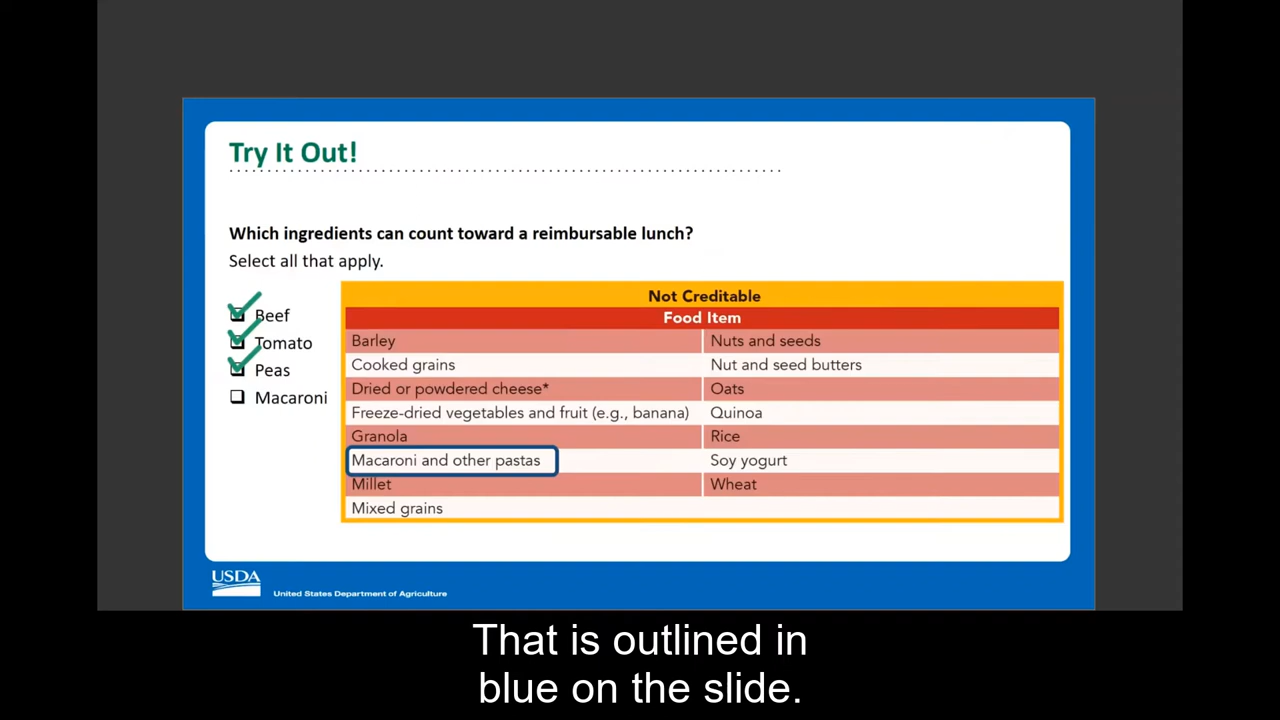 Try It Out!
Which ingredients can count toward a reimbursable lunch?
Select all that apply.
Beef
Tomato
Peas
Macaroni
Not Creditable
Food Item
Barley
Nuts and seeds
Cooked grains
Nut and seed butters
Dried or powdered cheese*
Oats
Freeze-dried vegetables and fruit (e.g., banana)
Quinoa
Granola
Rice
Macaroni and other pastas
Soy yogurt
Millet
Wheat
Mixed grains
USDA
United States Department of Agriculture
That is outlined in
blue on the slide.